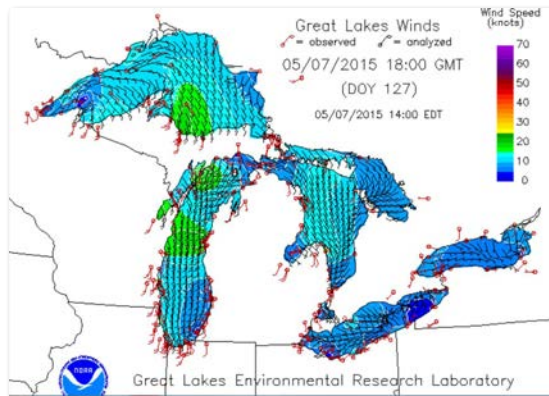 Great Lakes Winds
= observed = analyzed
05/07/2015 18:00 GMT
(DOY 127)
05/07/2015 14:00 EDT
Wind Speed
(knots)
70
60
50
40
30
20
10
0
NOAA
Great Lakes Environmental Research Laboratory